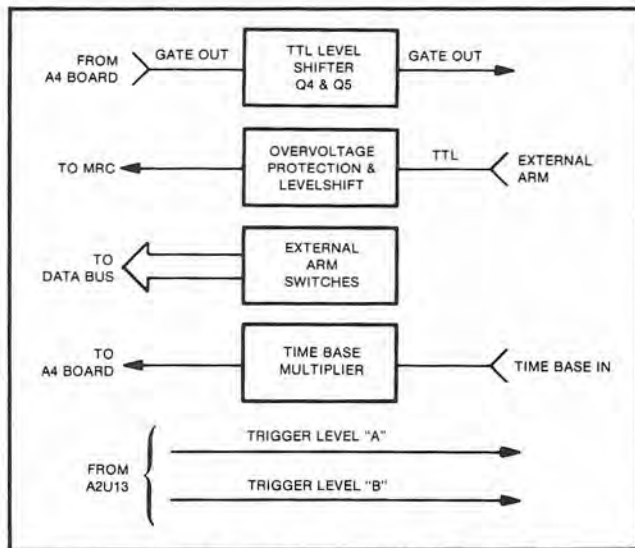 FROM
A4 BOARD
GATE OUT
TTL LEVEL
SHIFTER
Q4 & Q5
GATE OUT
TO MRC
OVERVOLTAGE
PROTECTION &
LEVELSHIFT
TTL
EXTERNAL
ARM
TO
DATA BUS
EXTERNAL
ARM
SWITCHES
TO
A4 BOARD
TIME BASE
MULTIPLIER
TIME BASE IN
FROM
A2U13
TRIGGER LEVEL "A"
TRIGGER LEVEL "B"